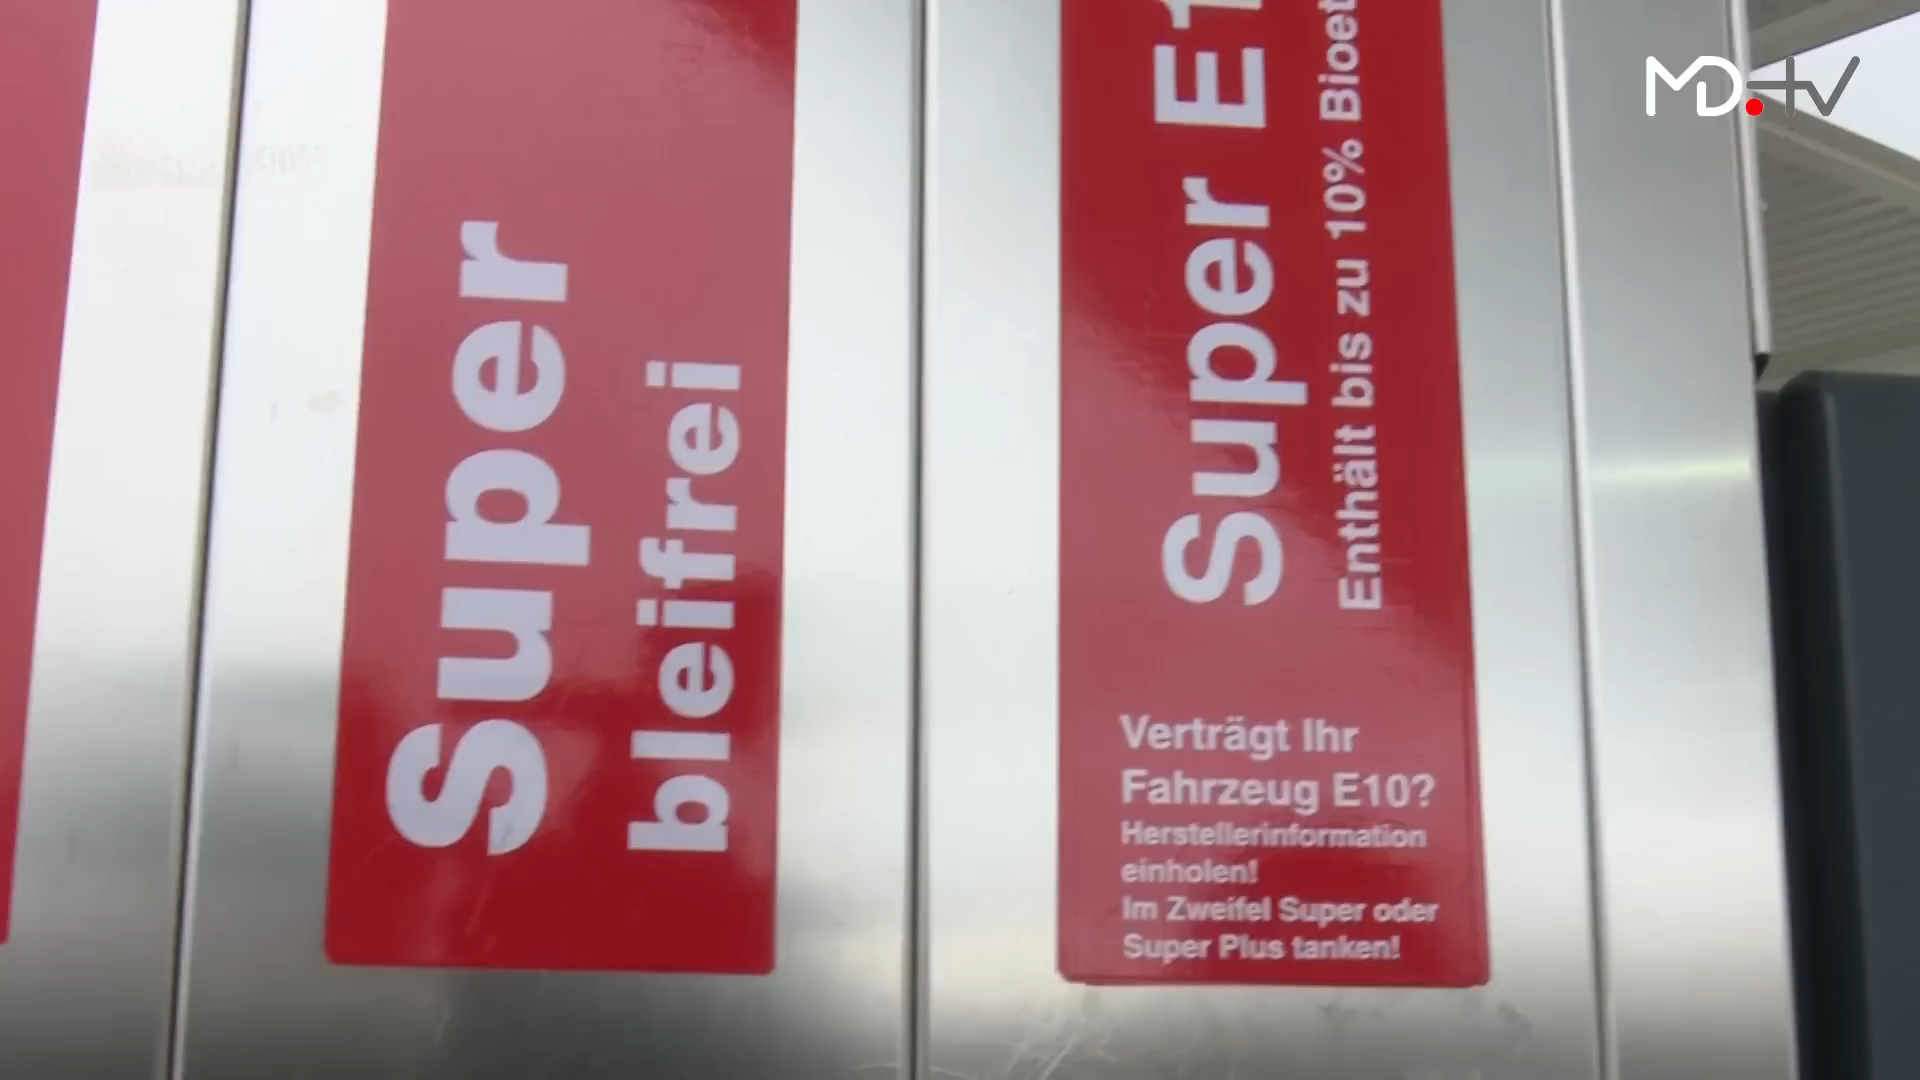 Super
bleifrei
Super E1
Enthält bis zu 10% Bioet
Verträgt Ihr
Fahrzeug E10?
Herstellerinformation
einholen!
Im Zweifel Super oder
Super Plus tanken!
MD.tv